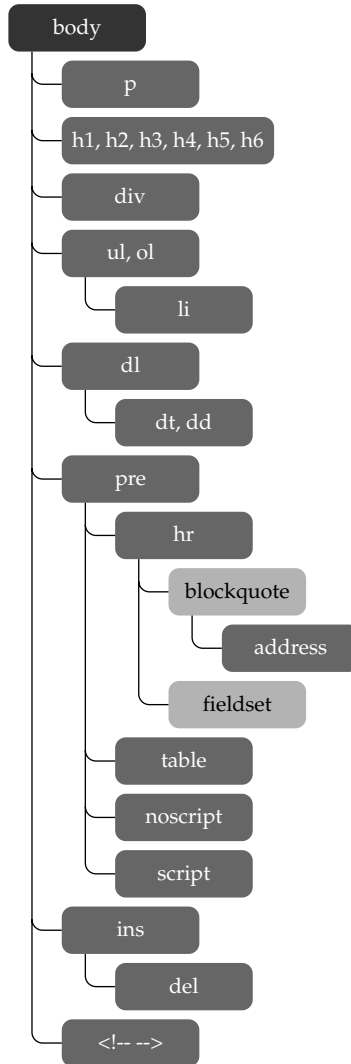 body
p
h1, h2, h3, h4, h5, h6
div
ul, ol
li
dl
dt, dd
pre
hr
blockquote
address
fieldset
table
noscript
script
ins
del
<!-- -->